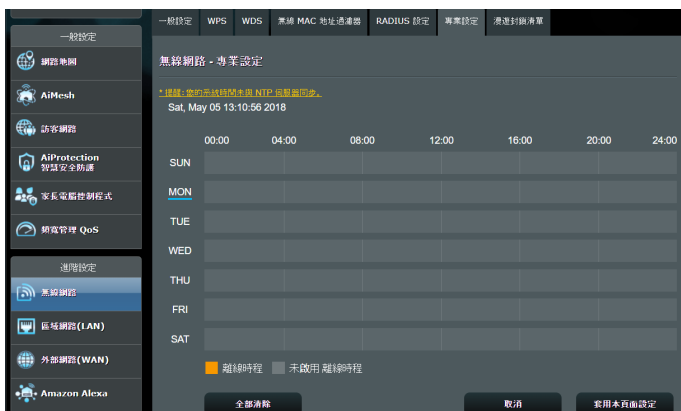 一般設定 WPS WDS 無線 MAC 地址過濾器 RADIUS 設定 專業設定 漫遊封鎖清單
一般設定
網路地圖
AiMesh
訪客網路
AiProtection
智慧安全防護
家長電腦控制程式
頻寬管理 QoS
進階設定
無線網路
區域網路(LAN)
外部網路(WAN)
Amazon Alexa
無線網路 - 專業設定
* 提醒:您的系統時間未與 NTP 伺服器同步。
Sat, May 05 13:10:56 2018
00:00 04:00 08:00 12:00 16:00 20:00 24:00
SUN
MON
TUE
WED
THU
FRI
SAT
離線時程 未啟用 離線時程
全部清除 取消 套用本頁面設定